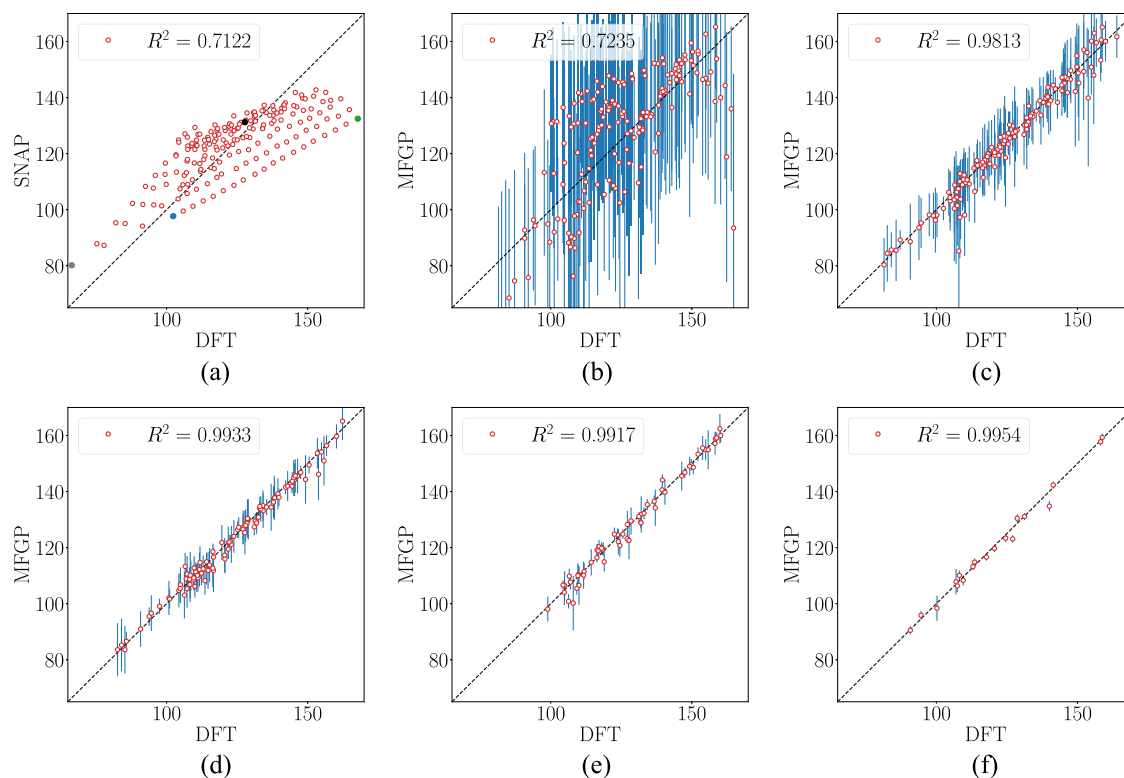 R² = 0.7122
160
140
120
100
80
SNAP
100
150
DFT
(a)
R² = 0.7235
160
140
120
100
80
MFGP
100
150
DFT
(b)
R² = 0.9813
160
140
120
100
80
MFGP
100
150
DFT
(c)
R² = 0.9933
160
140
120
100
80
MFGP
100
150
DFT
(d)
R² = 0.9917
160
140
120
100
80
MFGP
100
150
DFT
(e)
R² = 0.9954
160
140
120
100
80
MFGP
100
150
DFT
(f)